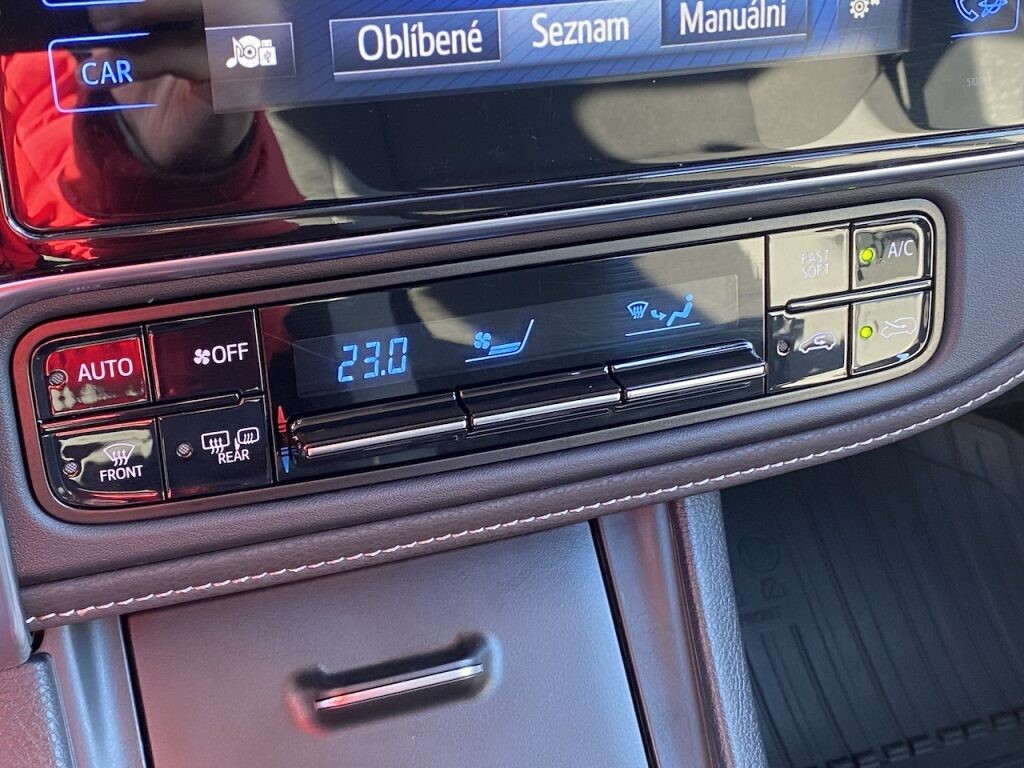 Oblíbené Seznam Manuální
CAR
FAST
SOFT
A/C
AUTO
OFF
23.0
FRONT
REAR